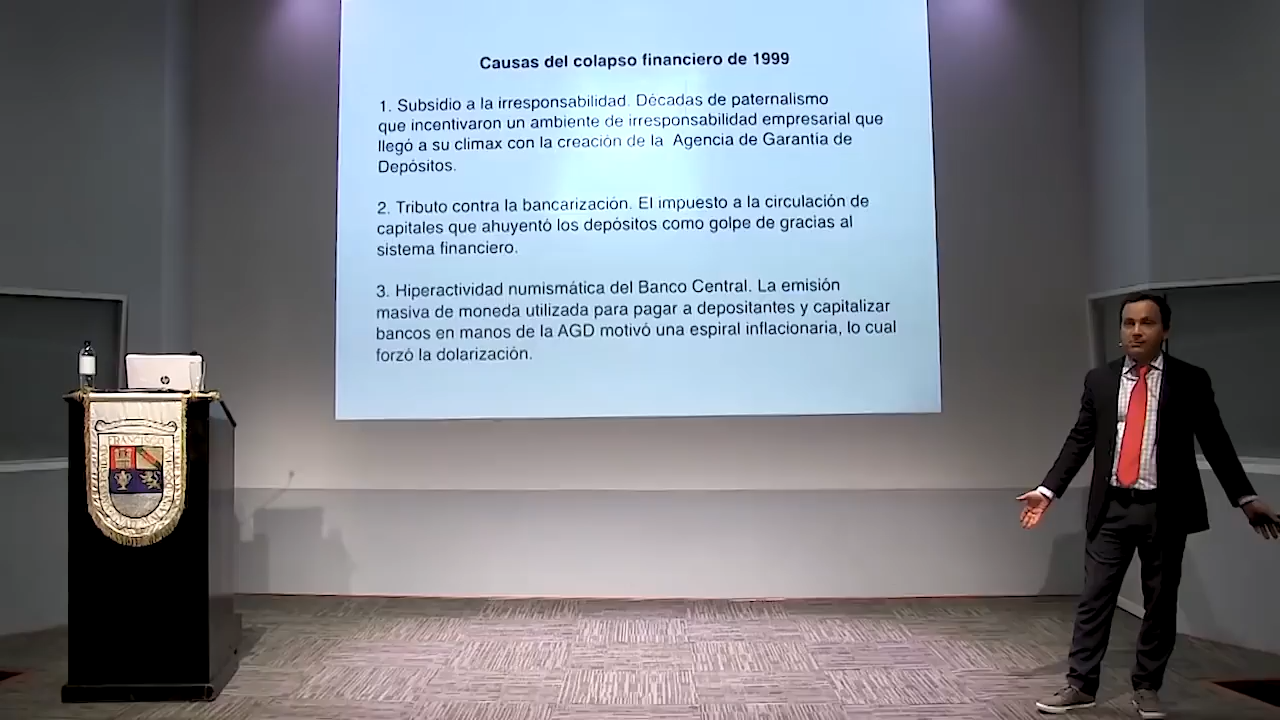 Causas del colapso financiero de 1999
1. Subsidio a la irresponsabilidad. Décadas de paternalismo
que incentivaron un ambiente de irresponsabilidad empresarial que
llegó a su climax con la creación de la Agencia de Garantía de
Depósitos.
2. Tributo contra la bancarización. El impuesto a la circulación de
capitales que ahuyentó los depósitos como golpe de gracias al
sistema financiero.
3. Hiperactividad numismática del Banco Central. La emisión
masiva de moneda utilizada para pagar a depositantes y capitalizar
bancos en manos de la AGD motivó una espiral inflacionaria, lo cual
forzó la dolarización.
hp
FRANCISCO